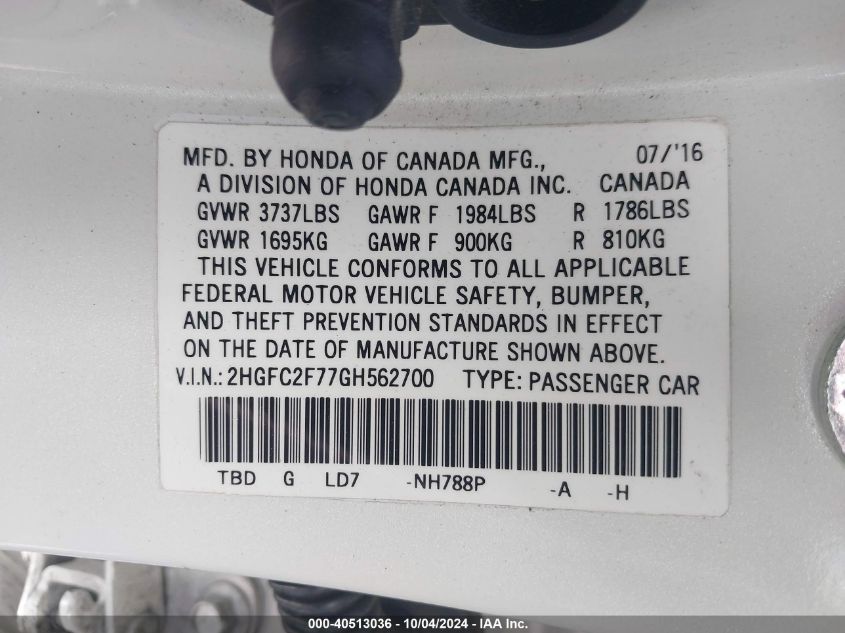 MFD. BY HONDA OF CANADA MFG., 07/'16
A DIVISION OF HONDA CANADA INC. CANADA
GVWR 3737LBS GAWR F 1984LBS R 1786LBS
GVWR 1695KG GAWR F 900KG R 810KG
THIS VEHICLE CONFORMS TO ALL APPLICABLE
FEDERAL MOTOR VEHICLE SAFETY, BUMPER,
AND THEFT PREVENTION STANDARDS IN EFFECT
ON THE DATE OF MANUFACTURE SHOWN ABOVE.
V.I.N.: 2HGFC2F77GH562700 TYPE: PASSENGER CAR
TBD G LD7 -NH788P -A -H
000-40513036 - 10/04/2024 - IAA Inc.